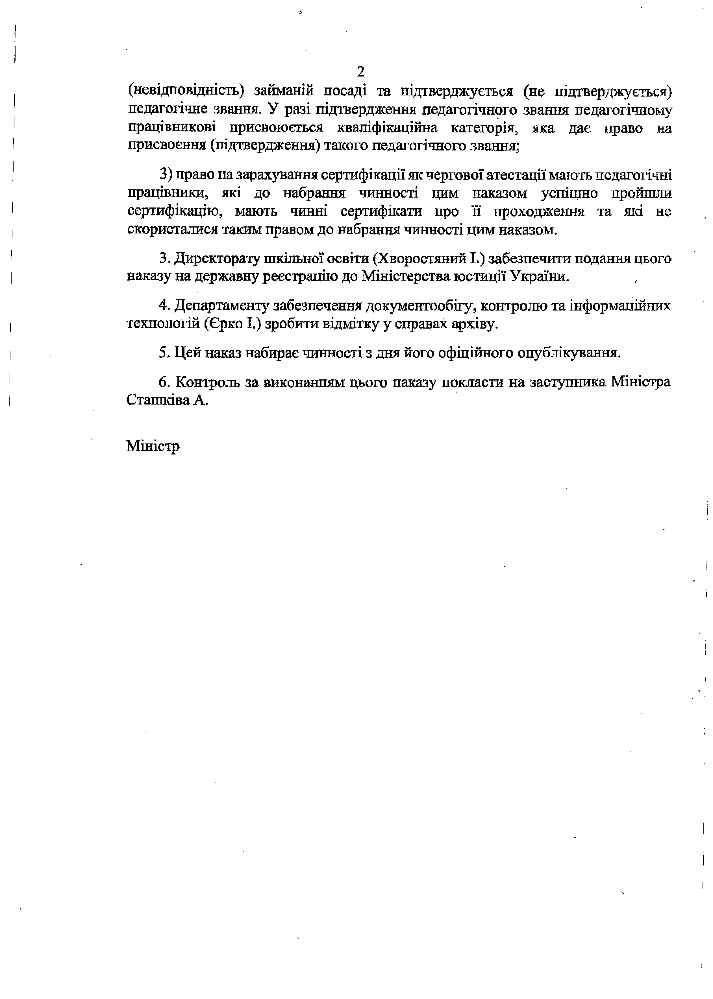 2
(невідповідність) займаній посаді та підтверджується (не підтверджується)
педагогічне звання. У разі підтвердження педагогічного звання педагогічному
працівникові присвоюється кваліфікаційна категорія, яка дає право на
присвоєння (підтвердження) такого педагогічного звання;
3) право на зарахування сертифікації як чергової атестації мають педагогічні
працівники, які до набрання чинності цим наказом успішно пройшли
сертифікацію, мають чинні сертифікати про її проходження та які не
скористалися таким правом до набрання чинності цим наказом.
3. Директорату шкільної освіти (Хворостяний І.) забезпечити подання цього
наказу на державну реєстрацію до Міністерства юстиції України.
4. Департаменту забезпечення документообігу, контролю та інформаційних
технологій (Єрко І.) зробити відмітку у справах архіву.
5. Цей наказ набирає чинності з дня його офіційного опублікування.
6. Контроль за виконанням цього наказу покласти на заступника Міністра
Сташківа А.
Міністр